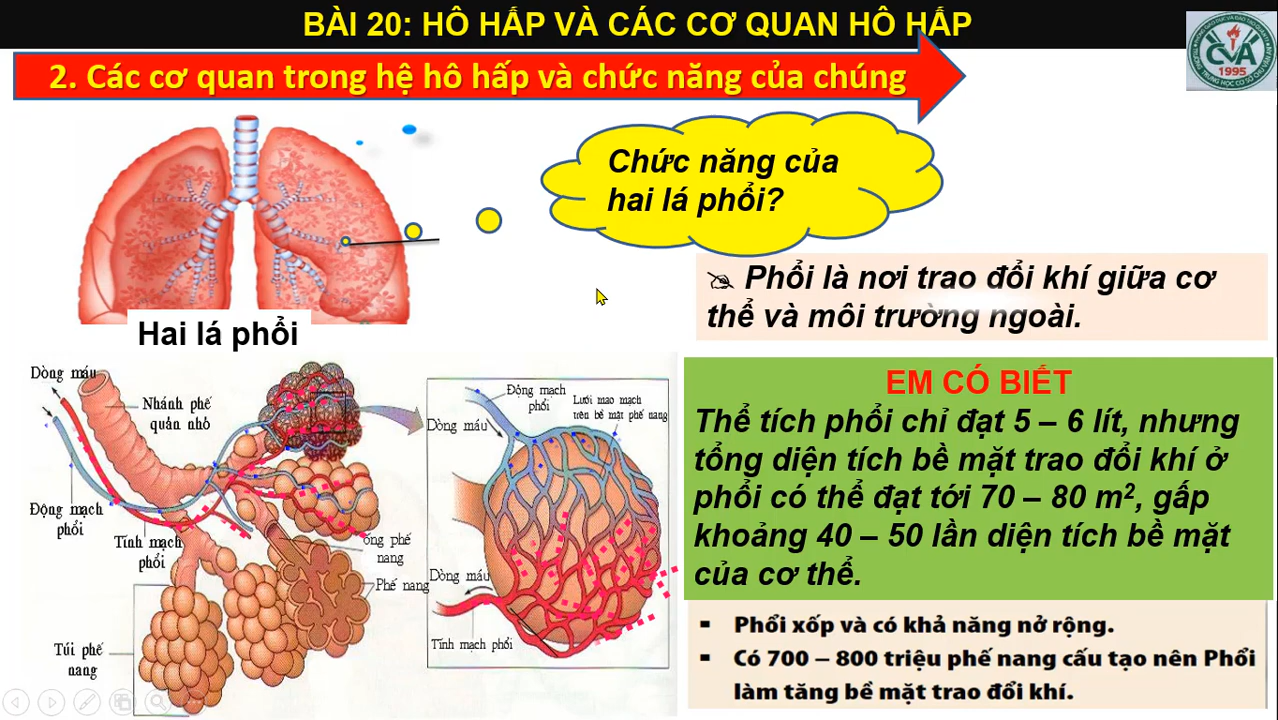 BÀI 20: HÔ HẤP VÀ CÁC CƠ QUAN HÔ HẤP
2. Các cơ quan trong hệ hô hấp và chức năng của chúng
CVA
1995
Chức năng của
hai lá phổi?
Phổi là nơi trao đổi khí giữa cơ
thể và môi trường ngoài.
Hai lá phổi
Dòng máu
Nhánh phế
quản nhỏ
Động mạch
phổi
Tĩnh mạch
phổi
ống phế
nang
Phế nang
Túi phế
nang
Động mạch
phổi
Lưới mao mạch
trên bề mặt phế nang
Dòng máu
Dòng máu
Tĩnh mạch phổi
EM CÓ BIẾT
Thể tích phổi chỉ đạt 5 – 6 lít, nhưng
tổng diện tích bề mặt trao đổi khí ở
phổi có thể đạt tới 70 – 80 m², gấp
khoảng 40 – 50 lần diện tích bề mặt
của cơ thể.
▪ Phổi xốp và có khả năng nở rộng.
▪ Có 700 – 800 triệu phế nang cấu tạo nên Phổi
làm tăng bề mặt trao đổi khí.